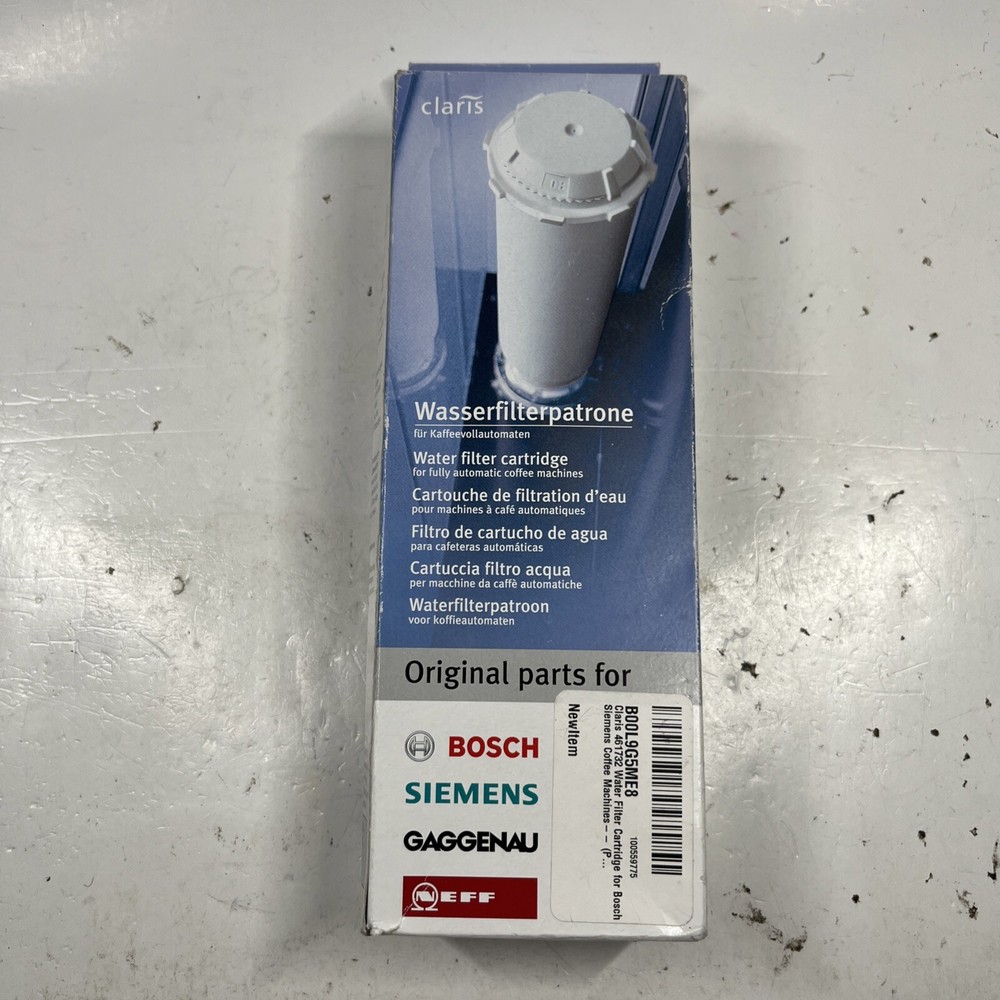 claris
Wasserfilterpatrone
für Kaffeevollautomaten
Water filter cartridge
for fully automatic coffee machines
Cartouche de filtration d'eau
pour machines à café automatiques
Filtro de cartucho de agua
para cafeteras automáticas
Cartuccia filtro acqua
per macchine da caffè automatiche
Waterfilterpatroon
voor koffieautomaten
Original parts for
BOSCH
SIEMENS
GAGGENAU
NEFF
100559775
B00L9G5ME8
Claris 461732 Water Filter Cartridge for Bosch
Siemens Coffee Machines – – (P...
NewItem